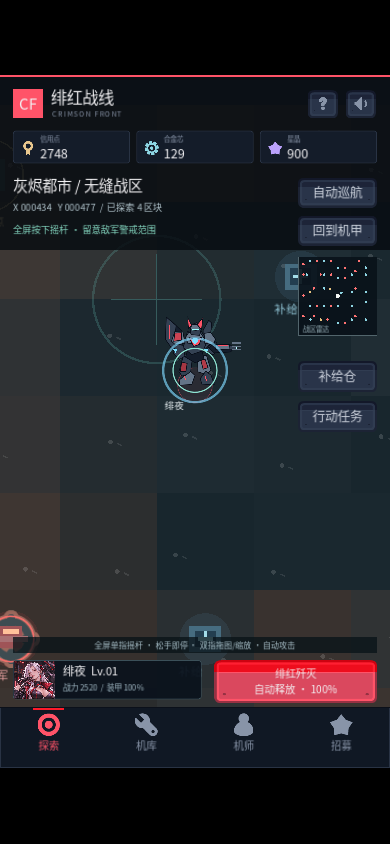 CF
绯红战线
CRIMSON FRONT
?
信用点
2748
合金芯
129
星晶
900
灰烬都市 / 无缝战区
X 000434 Y 000477 / 已探索 4 区块
全屏按下摇杆 · 留意敌军警戒范围
自动巡航
回到机甲
补给
战区雷达
补给仓
行动任务
绯夜
军
全屏单指摇杆 · 松手即停 · 双指拖图/缩放 · 自动攻击
绯夜 Lv.01
战力 2520 / 装甲 100%
绯红歼灭
自动释放 · 100%
探索
机库
机师
招募